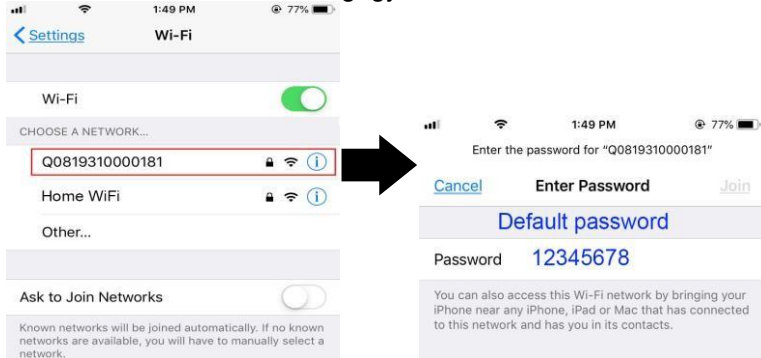 1:49 PM 77%
Settings Wi-Fi
Wi-Fi
CHOOSE A NETWORK...
Q0819310000181
Home WiFi
Other...
Ask to Join Networks
Known networks will be joined automatically. If no known
networks are available, you will have to manually select a
network.
1:49 PM 77%
Enter the password for “Q0819310000181”
Cancel Enter Password Join
Default password
Password 12345678
You can also access this Wi-Fi network by bringing your
iPhone near any iPhone, iPad or Mac that has connected
to this network and has you in its contacts.